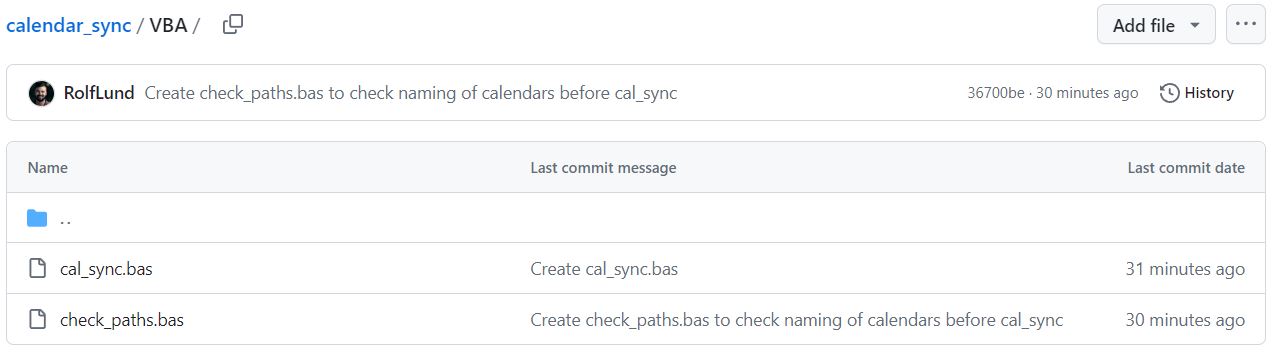 calendar_sync / VBA /
Add file
RolfLund Create check_paths.bas to check naming of calendars before cal_sync
36700be · 30 minutes ago
History
Name Last commit message Last commit date
..
cal_sync.bas Create cal_sync.bas 31 minutes ago
check_paths.bas Create check_paths.bas to check naming of calendars before cal_sync 30 minutes ago